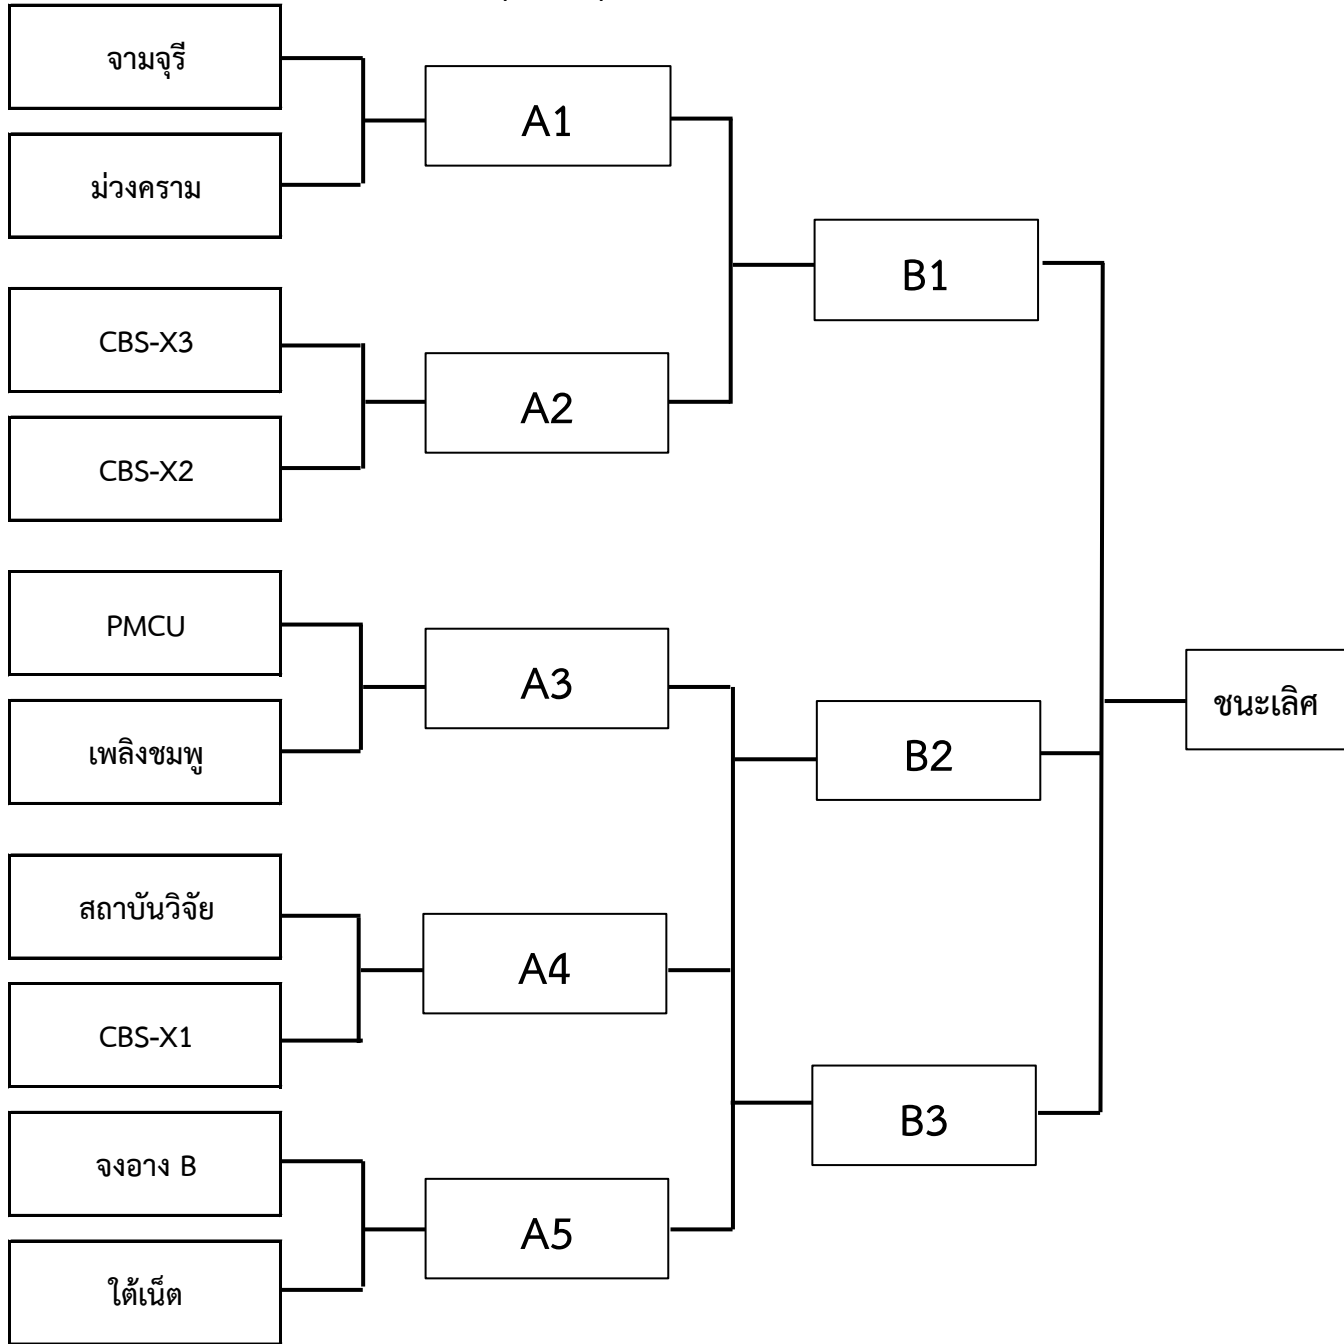 จามจุรี
ม่วงคราม
CBS-X3
CBS-X2
PMCU
เพลิงชมพู
สถาบันวิจัย
CBS-X1
จงอาง B
ใต้เน็ต
A1
A2
A3
A4
A5
B1
B2
B3
ชนะเลิศ